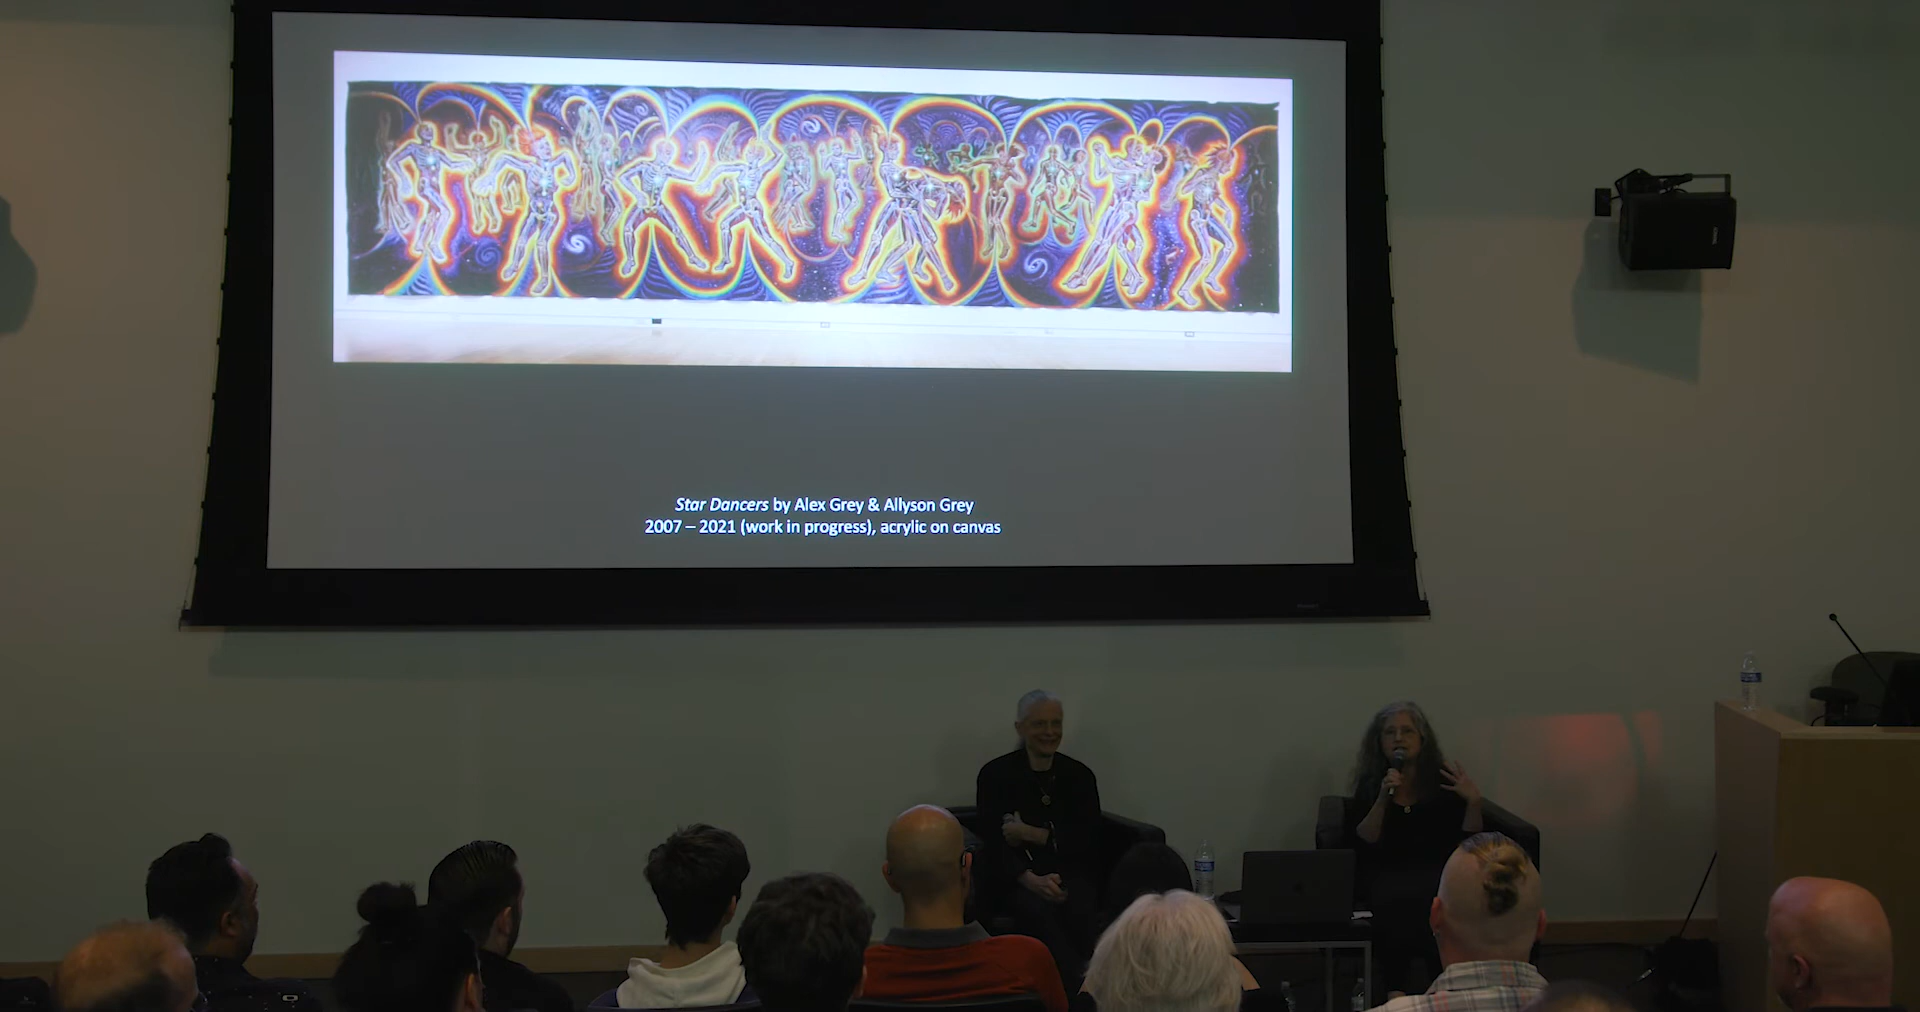 Star Dancers by Alex Grey & Allyson Grey
2007 – 2021 (work in progress), acrylic on canvas